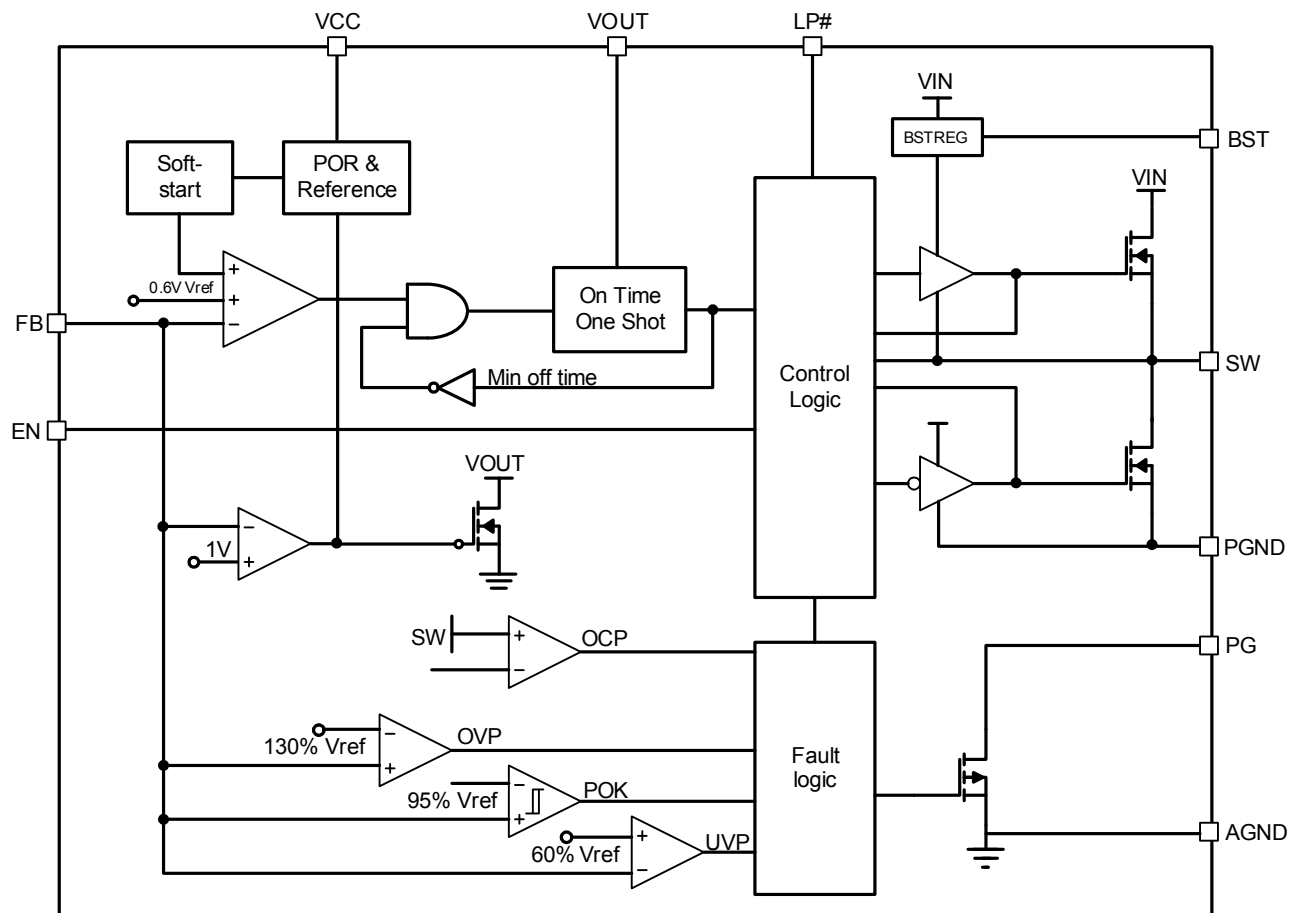 VCC
VOUT
LP#
VIN
BSTREG
BST
Soft-
start
POR &
Reference
VIN
+
0.6V Vref
+
−
FB
On Time
One Shot
Min off time
Control
Logic
SW
EN
VOUT
−
1V
+
PGND
SW
+
−
OCP
PG
−
130% Vref
+
OVP
Fault
logic
−
95% Vref
+
POK
+
60% Vref
−
UVP
AGND